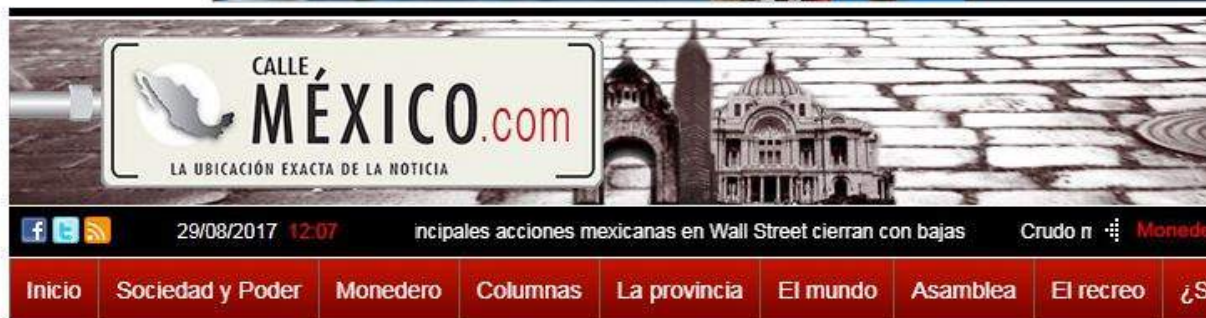 CALLE
MÉXICO.com
LA UBICACIÓN EXACTA DE LA NOTICIA
29/08/2017 12:07 incipales acciones mexicanas en Wall Street cierran con bajas Crudo Monede
Inicio Sociedad y Poder Monedero Columnas La provincia El mundo Asamblea El recreo ¿S